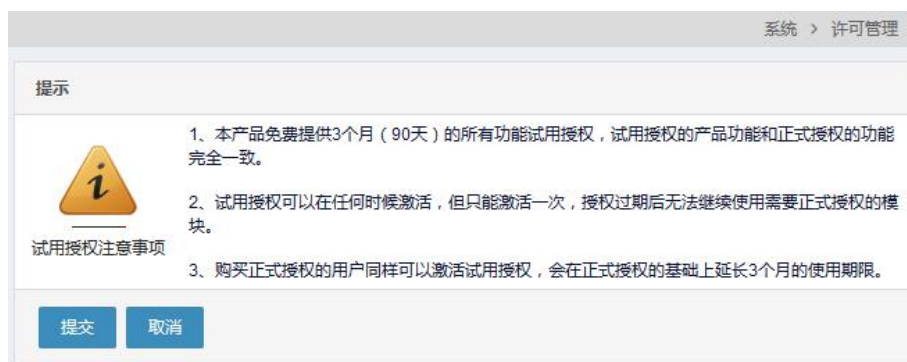 系统 > 许可管理
提示
1、本产品免费提供3个月（90天）的所有功能试用授权，试用授权的产品功能和正式授权的功能
完全一致。
2、试用授权可以在任何时候激活，但只能激活一次，授权过期后无法继续使用需要正式授权的模
块。
试用授权注意事项
3、购买正式授权的用户同样可以激活试用授权，会在正式授权的基础上延长3个月的使用期限。
提交 取消